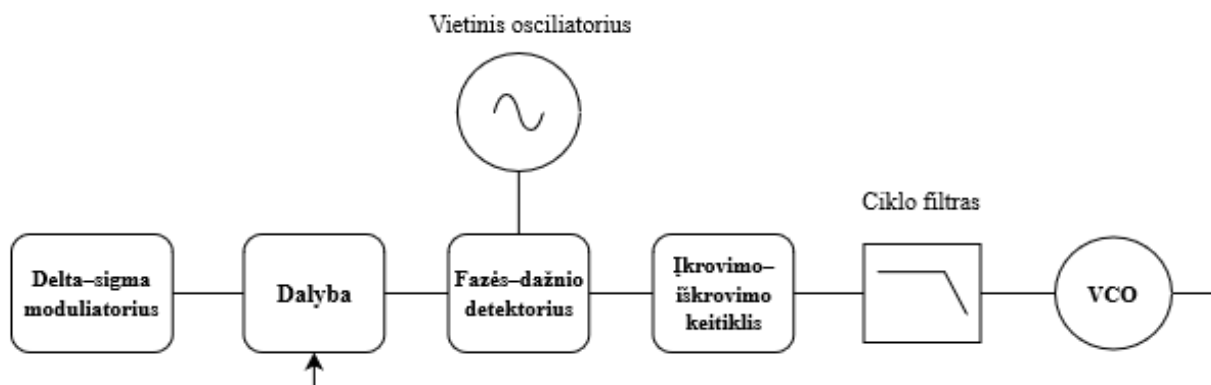 Vietinis osciliatorius
Ciklo filtras
Delta–sigma
moduliatorius
Dalyba
Fazės–dažnio
detektorius
Įkrovimo–
iškrovimo
keitiklis
VCO